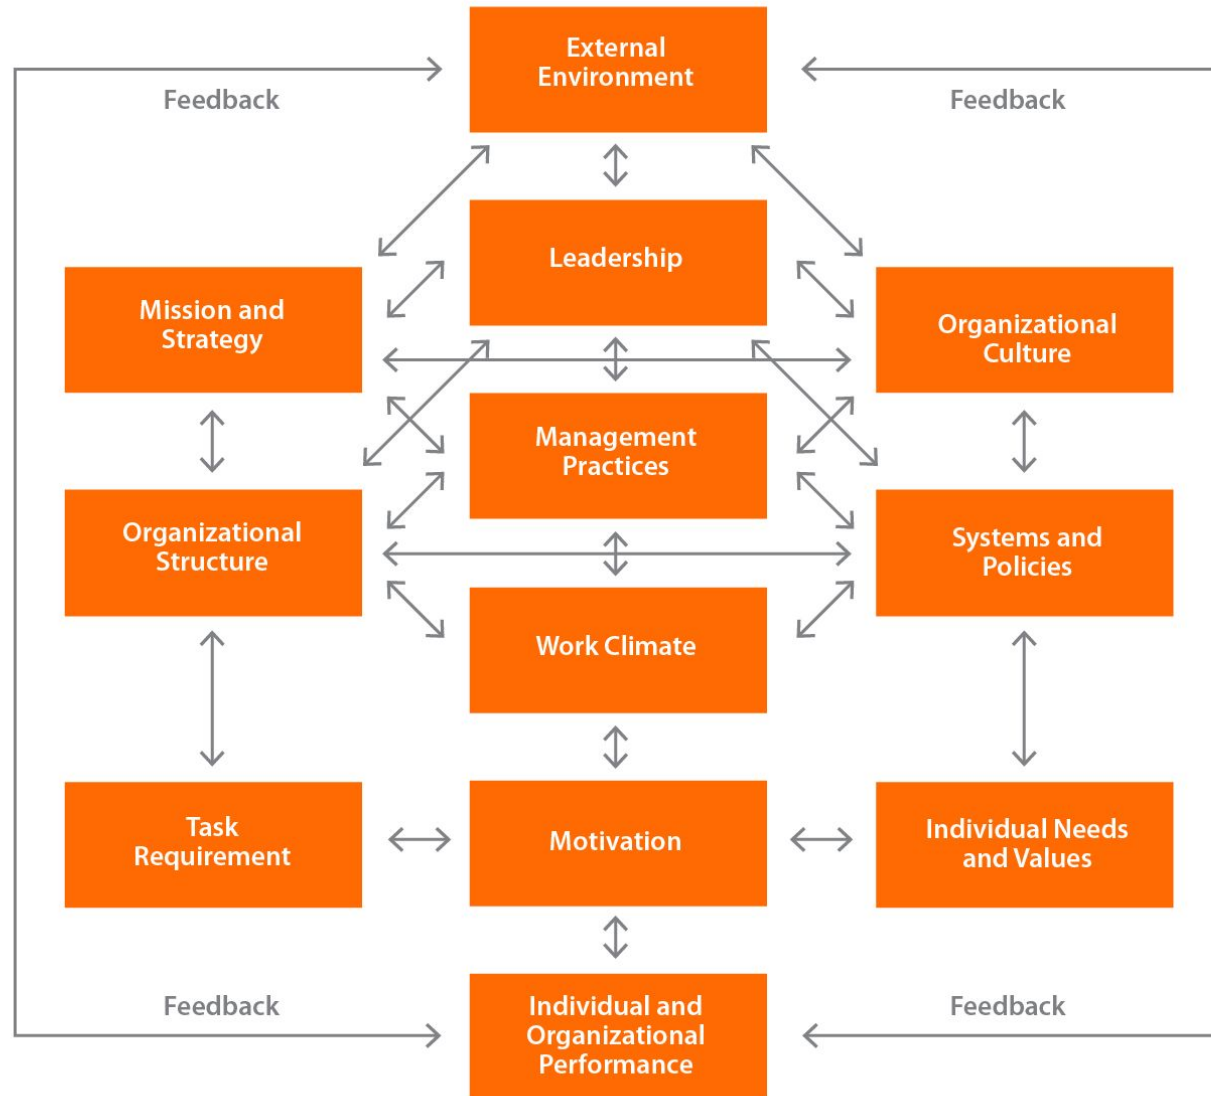 External
Environment
Feedback
Feedback
Leadership
Mission and
Strategy
Organizational
Culture
Management
Practices
Organizational
Structure
Systems and
Policies
Work Climate
Task
Requirement
Motivation
Individual Needs
and Values
Feedback
Individual and
Organizational
Performance
Feedback